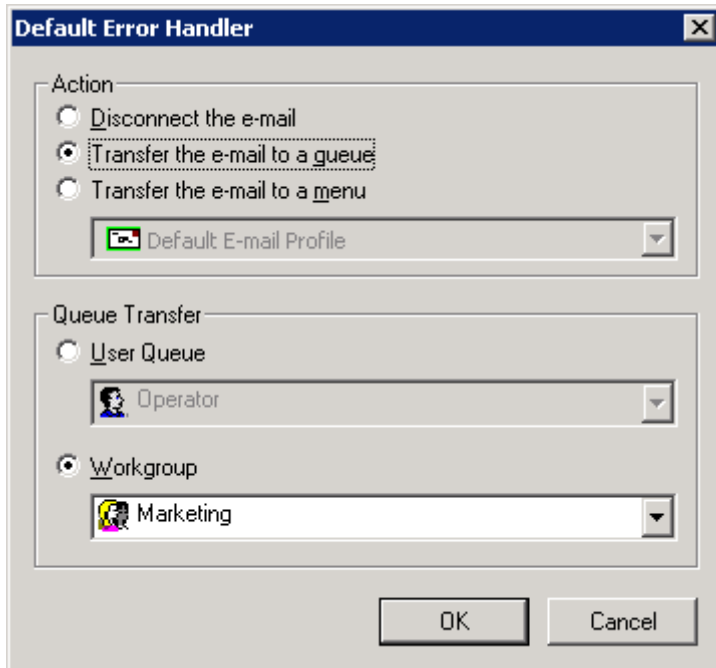 Default Error Handler
Action
Disconnect the e-mail
Transfer the e-mail to a queue
Transfer the e-mail to a menu
Default E-mail Profile
Queue Transfer
User Queue
Operator
Workgroup
Marketing
OK
Cancel